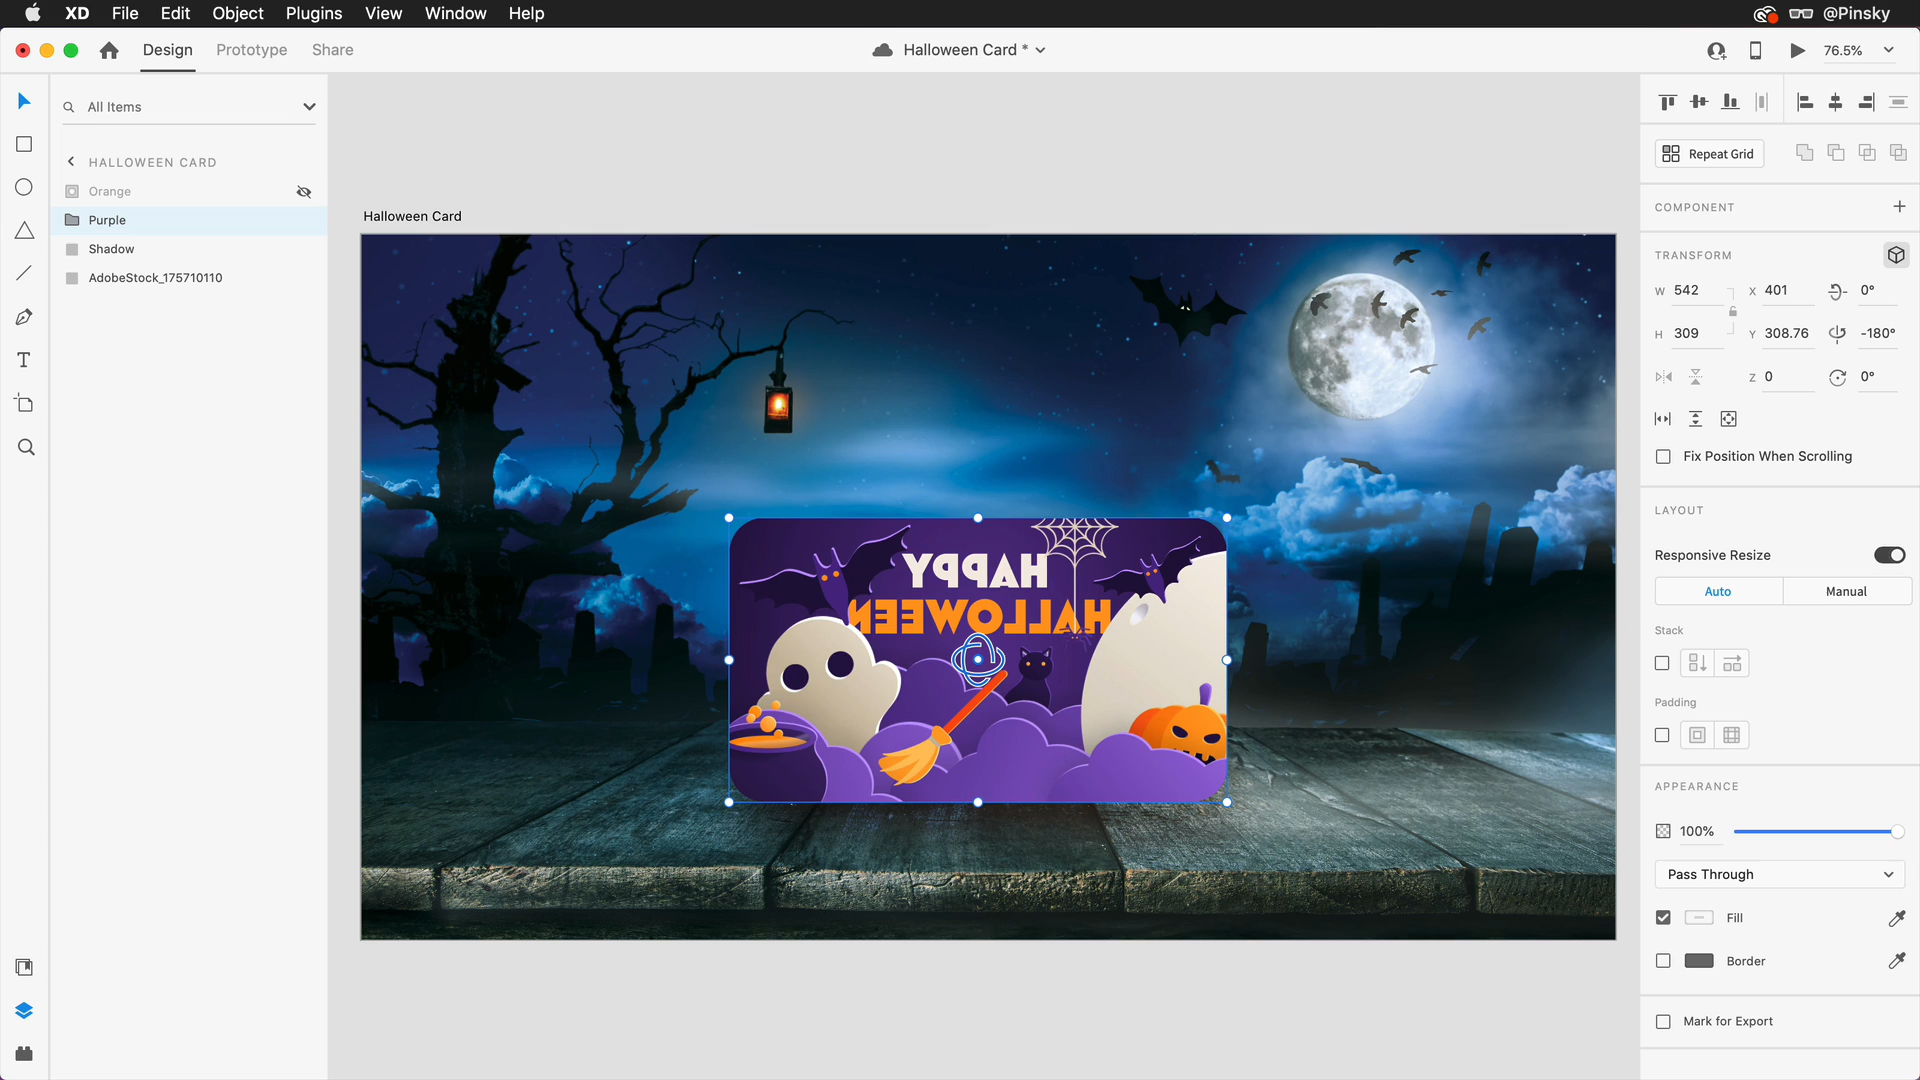 XD File Edit Object Plugins View Window Help @Pinsky
Design Prototype Share Halloween Card * 76.5%
All Items
HALLOWEEN CARD
Orange
Purple
Shadow
AdobeStock_175710110
Halloween Card
HAPPY
HALLOWEEN
Repeat Grid
COMPONENT
TRANSFORM
W 542 X 401 0°
H 309 Y 308.76 -180°
Z 0 0°
Fix Position When Scrolling
LAYOUT
Responsive Resize
Auto Manual
Stack
Padding
APPEARANCE
100%
Pass Through
Fill
Border
Mark for Export